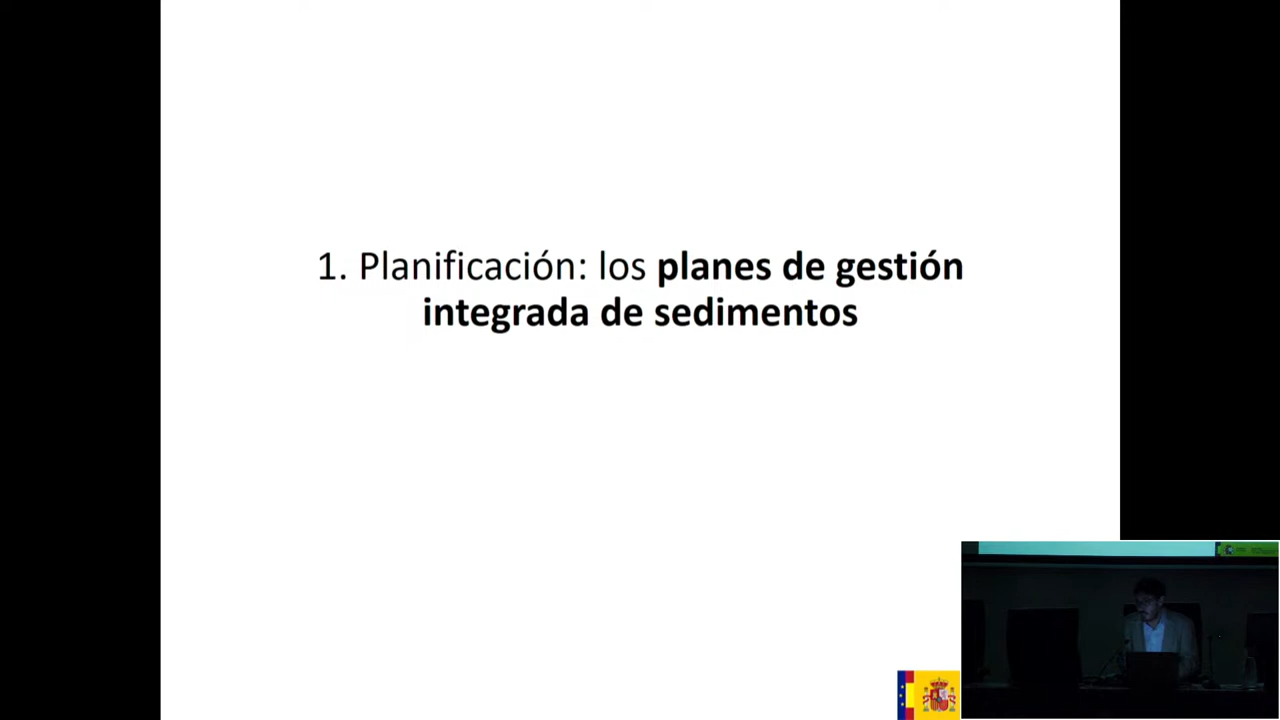 1. Planificación: los planes de gestión
integrada de sedimentos